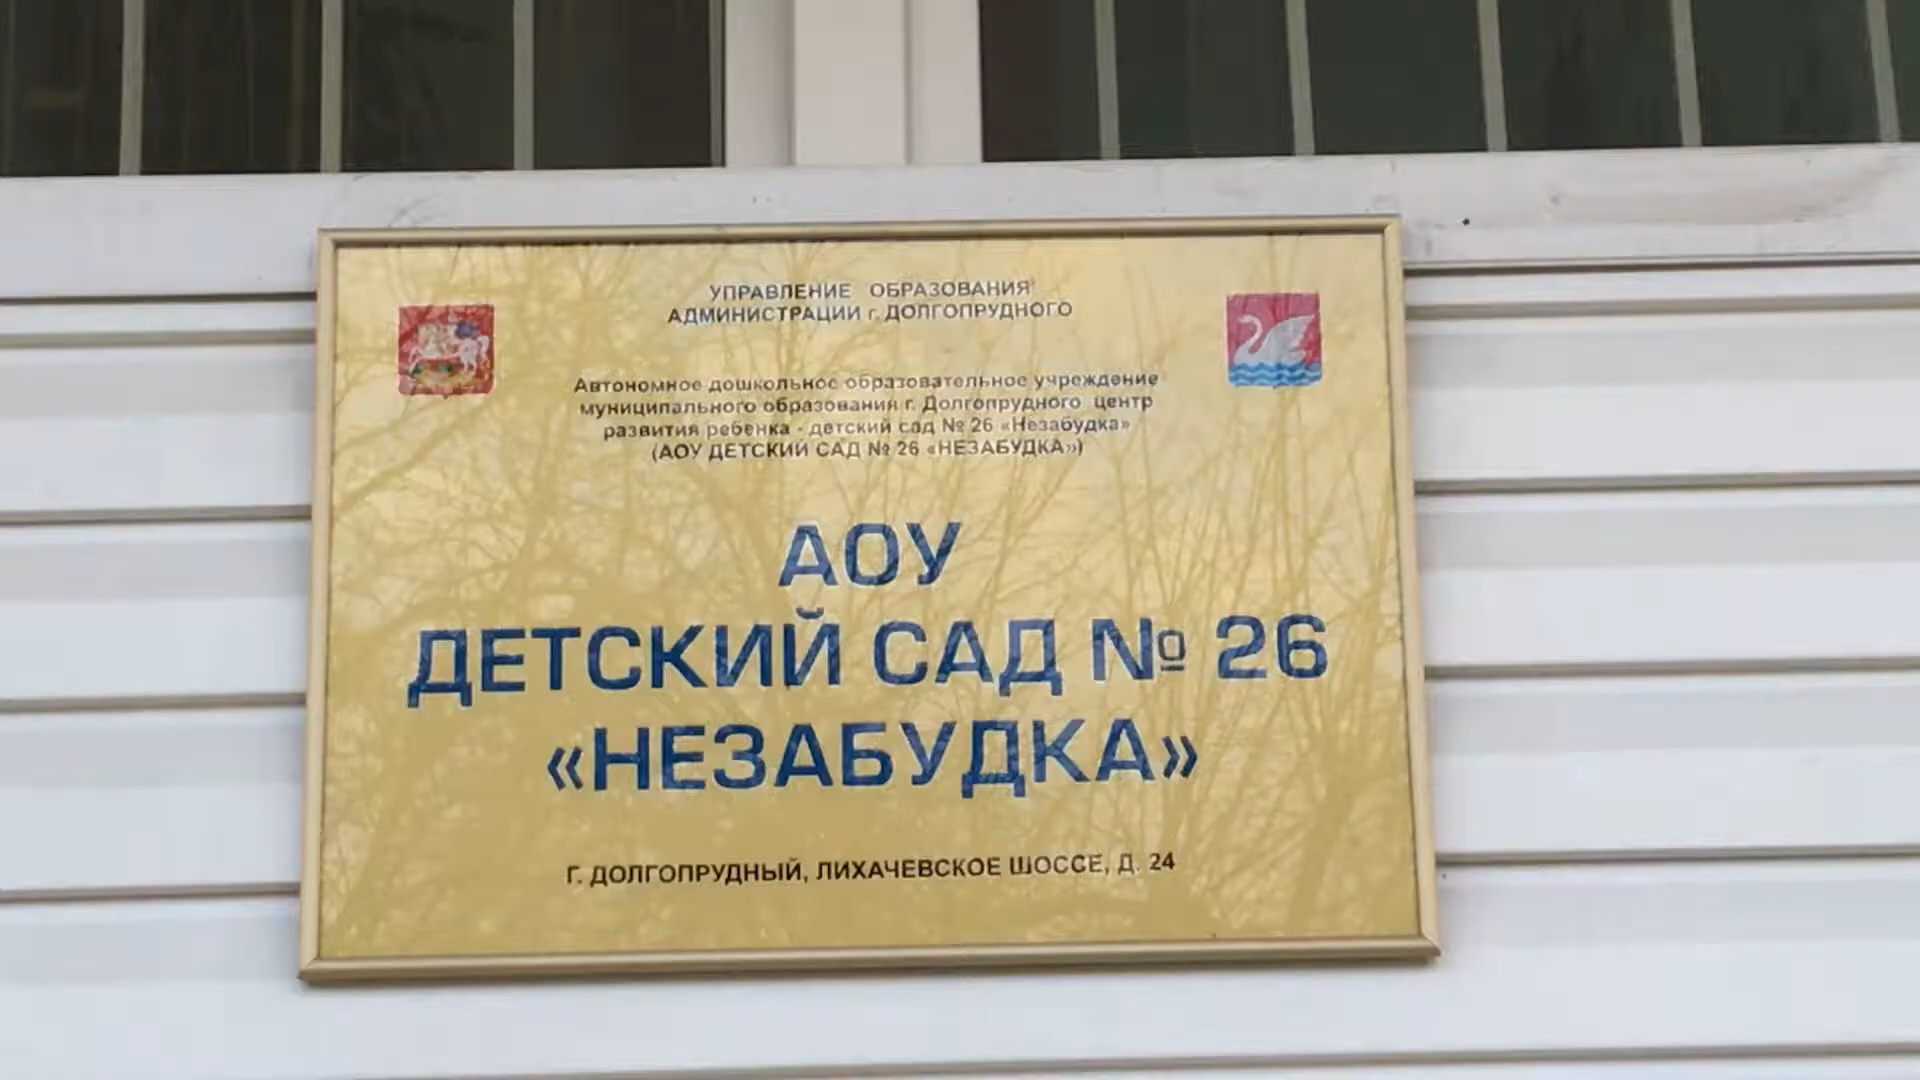 УПРАВЛЕНИЕ ОБРАЗОВАНИЯ
АДМИНИСТРАЦИИ г. ДОЛГОПРУДНОГО
Автономное дошкольное образовательное учреждение
муниципального образования г. Долгопрудного центр
развития ребенка - детский сад № 26 «Незабудка»
(АОУ ДЕТСКИЙ САД № 26 «НЕЗАБУДКА»)
АОУ
ДЕТСКИЙ САД № 26
«НЕЗАБУДКА»
Г. ДОЛГОПРУДНЫЙ, ЛИХАЧЕВСКОЕ ШОССЕ, Д. 24